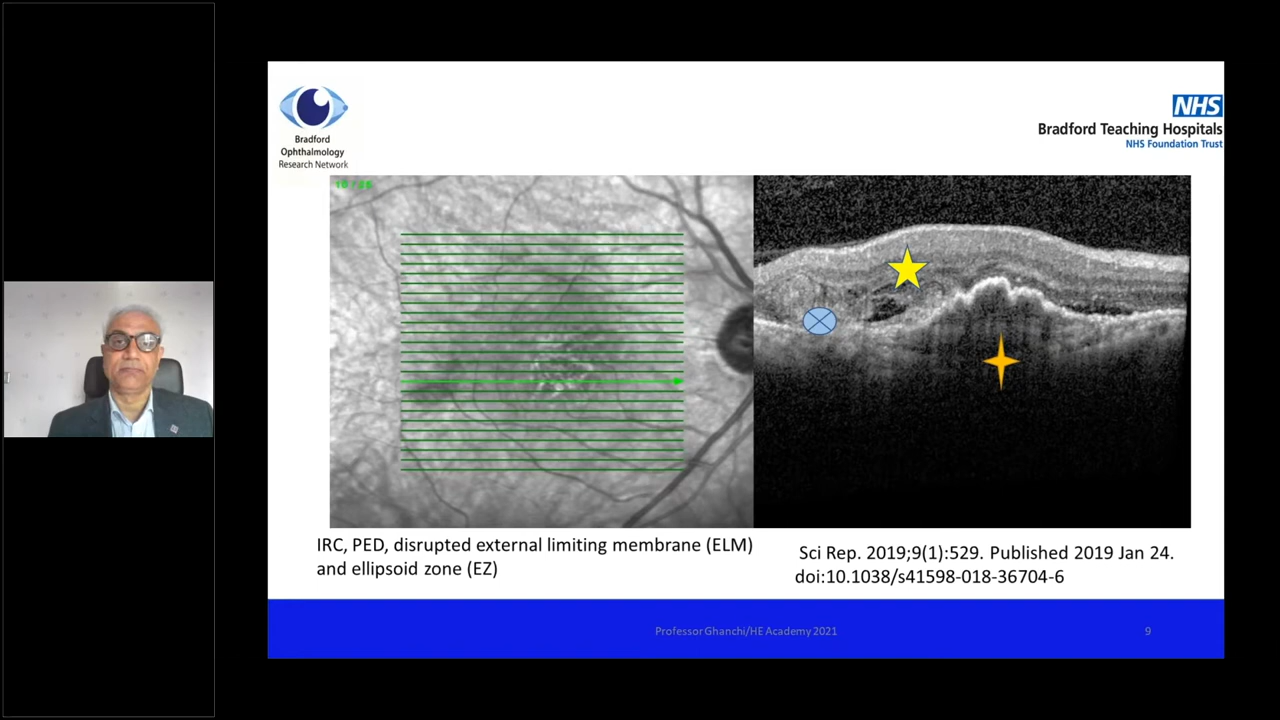 Bradford
Ophthalmology
Research Network
NHS
Bradford Teaching Hospitals
NHS Foundation Trust
IRC, PED, disrupted external limiting membrane (ELM)
and ellipsoid zone (EZ)
Sci Rep. 2019;9(1):529. Published 2019 Jan 24.
doi:10.1038/s41598-018-36704-6
Professor Ghanchi/HE Academy 2021
9